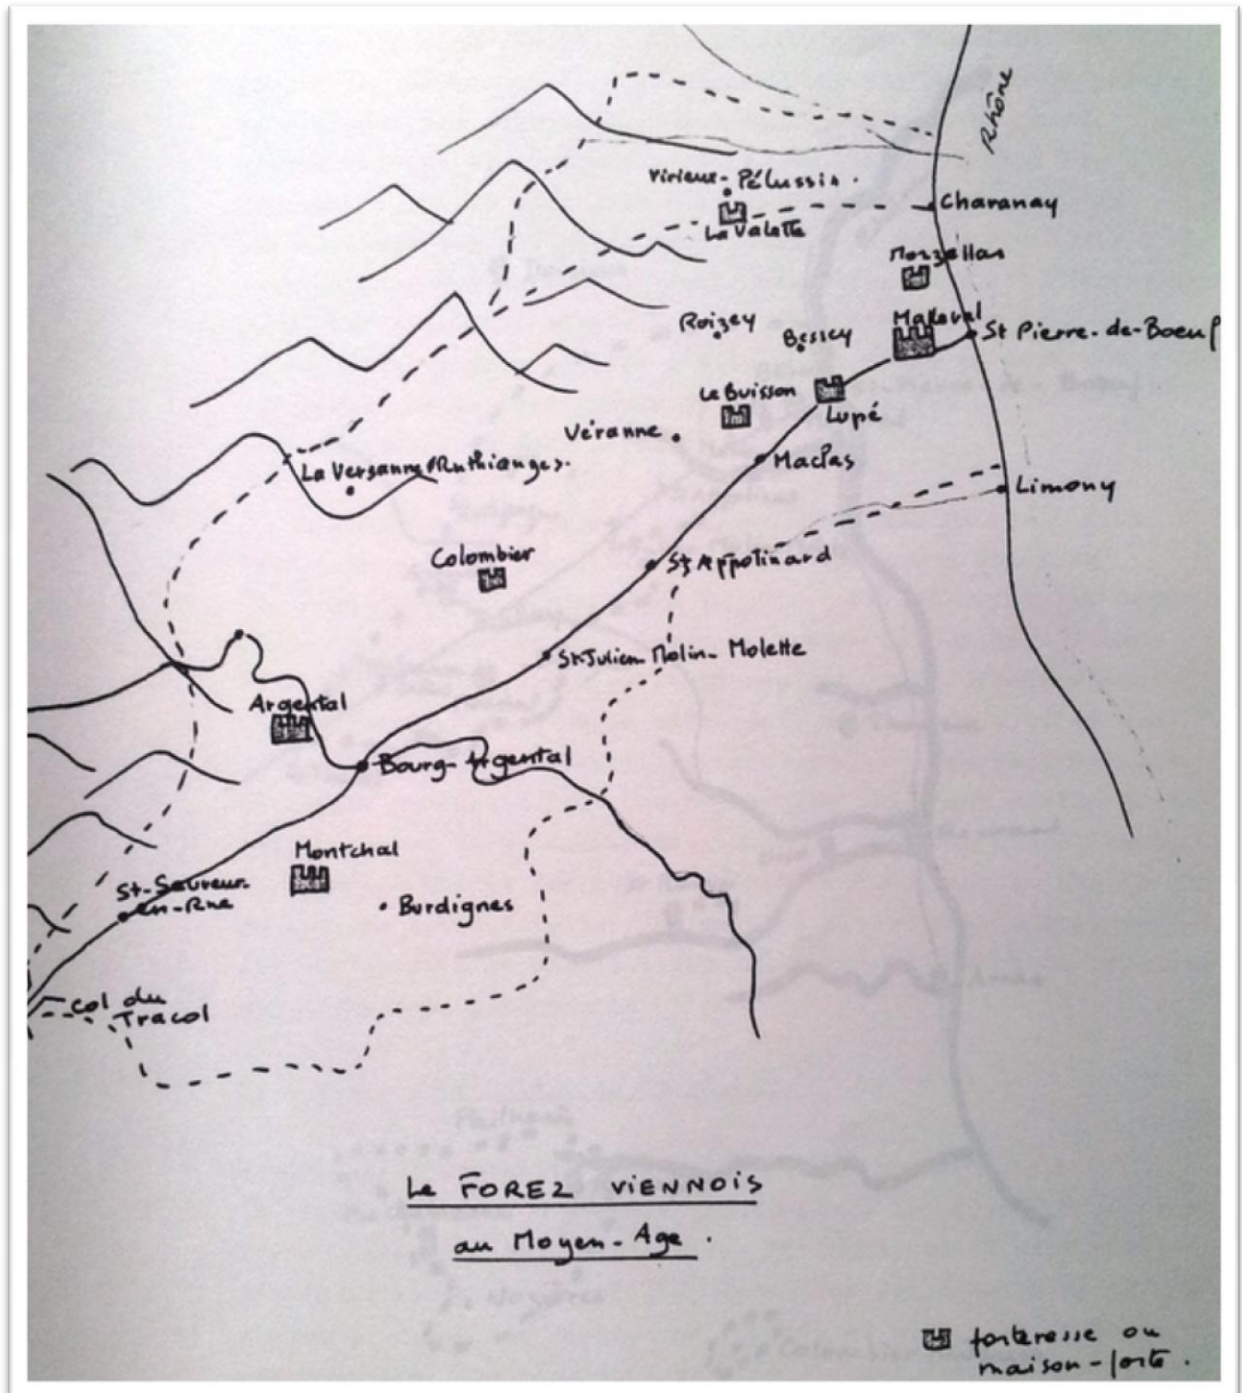 Rhône
Virieux-Pélussin.
La Valette
Charanay
Morzellas
Maleval
St Pierre-de-Boeuf
Roizey
Bessey
Le Buisson
Lupé
Véranne
Maclas
La Versanne (Ruthianges).
Limony
Colombier
St Appolinard
St-Julien-Molin-Molette
Argental
Bourg-Argental
Montchal
St-Sauveur-
en-Rue
Burdignes
Col du
Tracol
Le FOREZ VIENNOIS
au Moyen-Age.
forteresse ou
maison-forte.